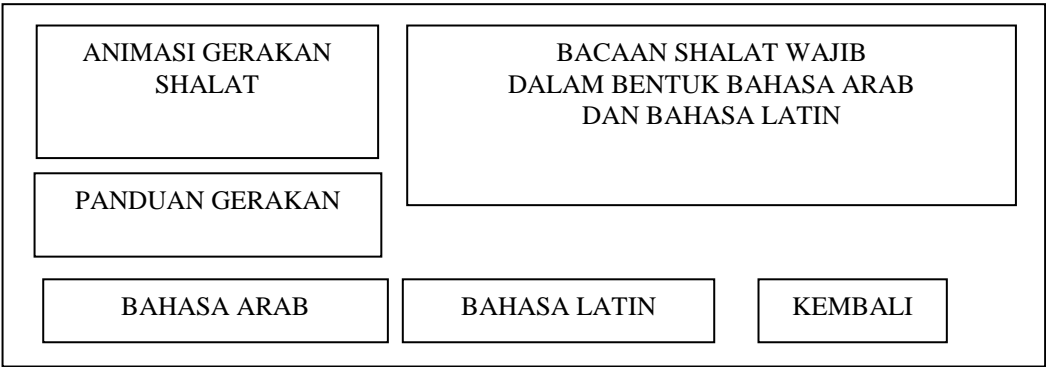 ANIMASI GERAKAN
SHALAT
BACAAN SHALAT WAJIB
DALAM BENTUK BAHASA ARAB
DAN BAHASA LATIN
PANDUAN GERAKAN
BAHASA ARAB
BAHASA LATIN
KEMBALI